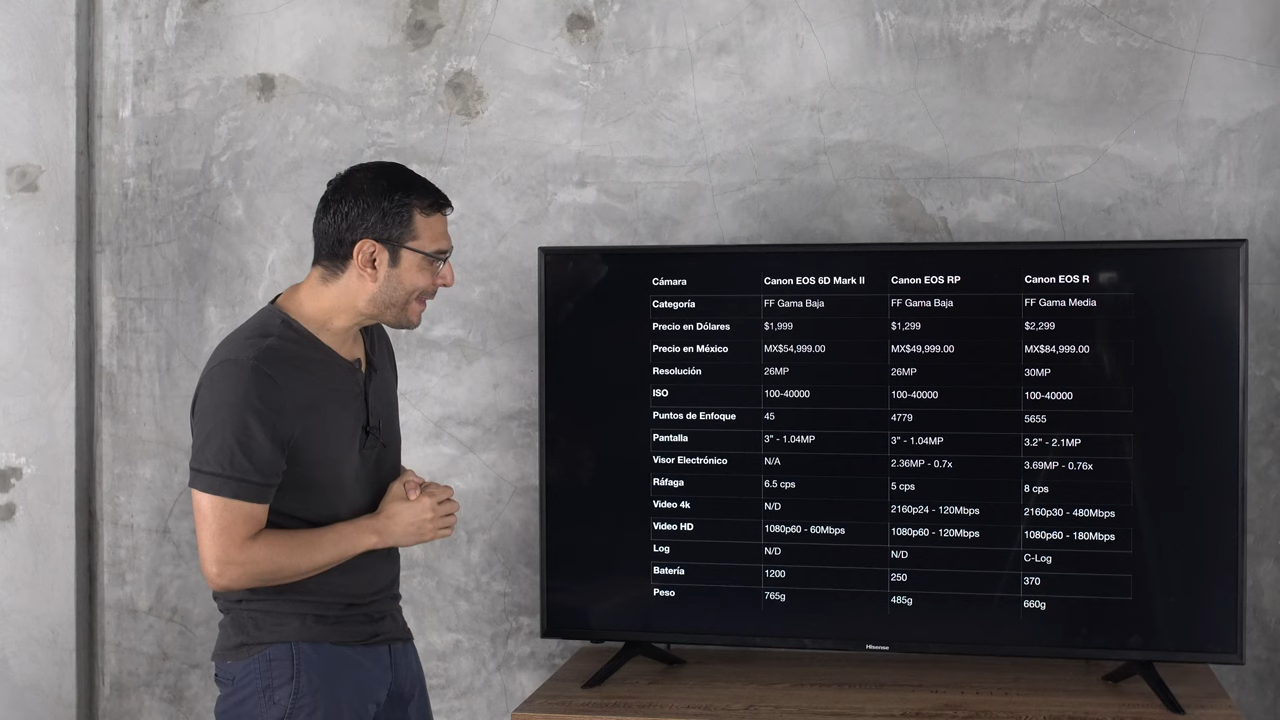 Cámara Canon EOS 6D Mark II Canon EOS RP Canon EOS R
Categoría FF Gama Baja FF Gama Baja FF Gama Media
Precio en Dólares $1,999 $1,299 $2,299
Precio en México MX$54,999.00 MX$49,999.00 MX$84,999.00
Resolución 26MP 26MP 30MP
ISO 100-40000 100-40000 100-40000
Puntos de Enfoque 45 4779 5655
Pantalla 3" - 1.04MP 3" - 1.04MP 3.2" - 2.1MP
Visor Electrónico N/A 2.36MP - 0.7x 3.69MP - 0.76x
Ráfaga 6.5 cps 5 cps 8 cps
Video 4k N/D 2160p24 - 120Mbps 2160p30 - 480Mbps
Video HD 1080p60 - 60Mbps 1080p60 - 120Mbps 1080p60 - 180Mbps
Log N/D N/D C-Log
Batería 1200 250 370
Peso 765g 485g 660g
Hisense